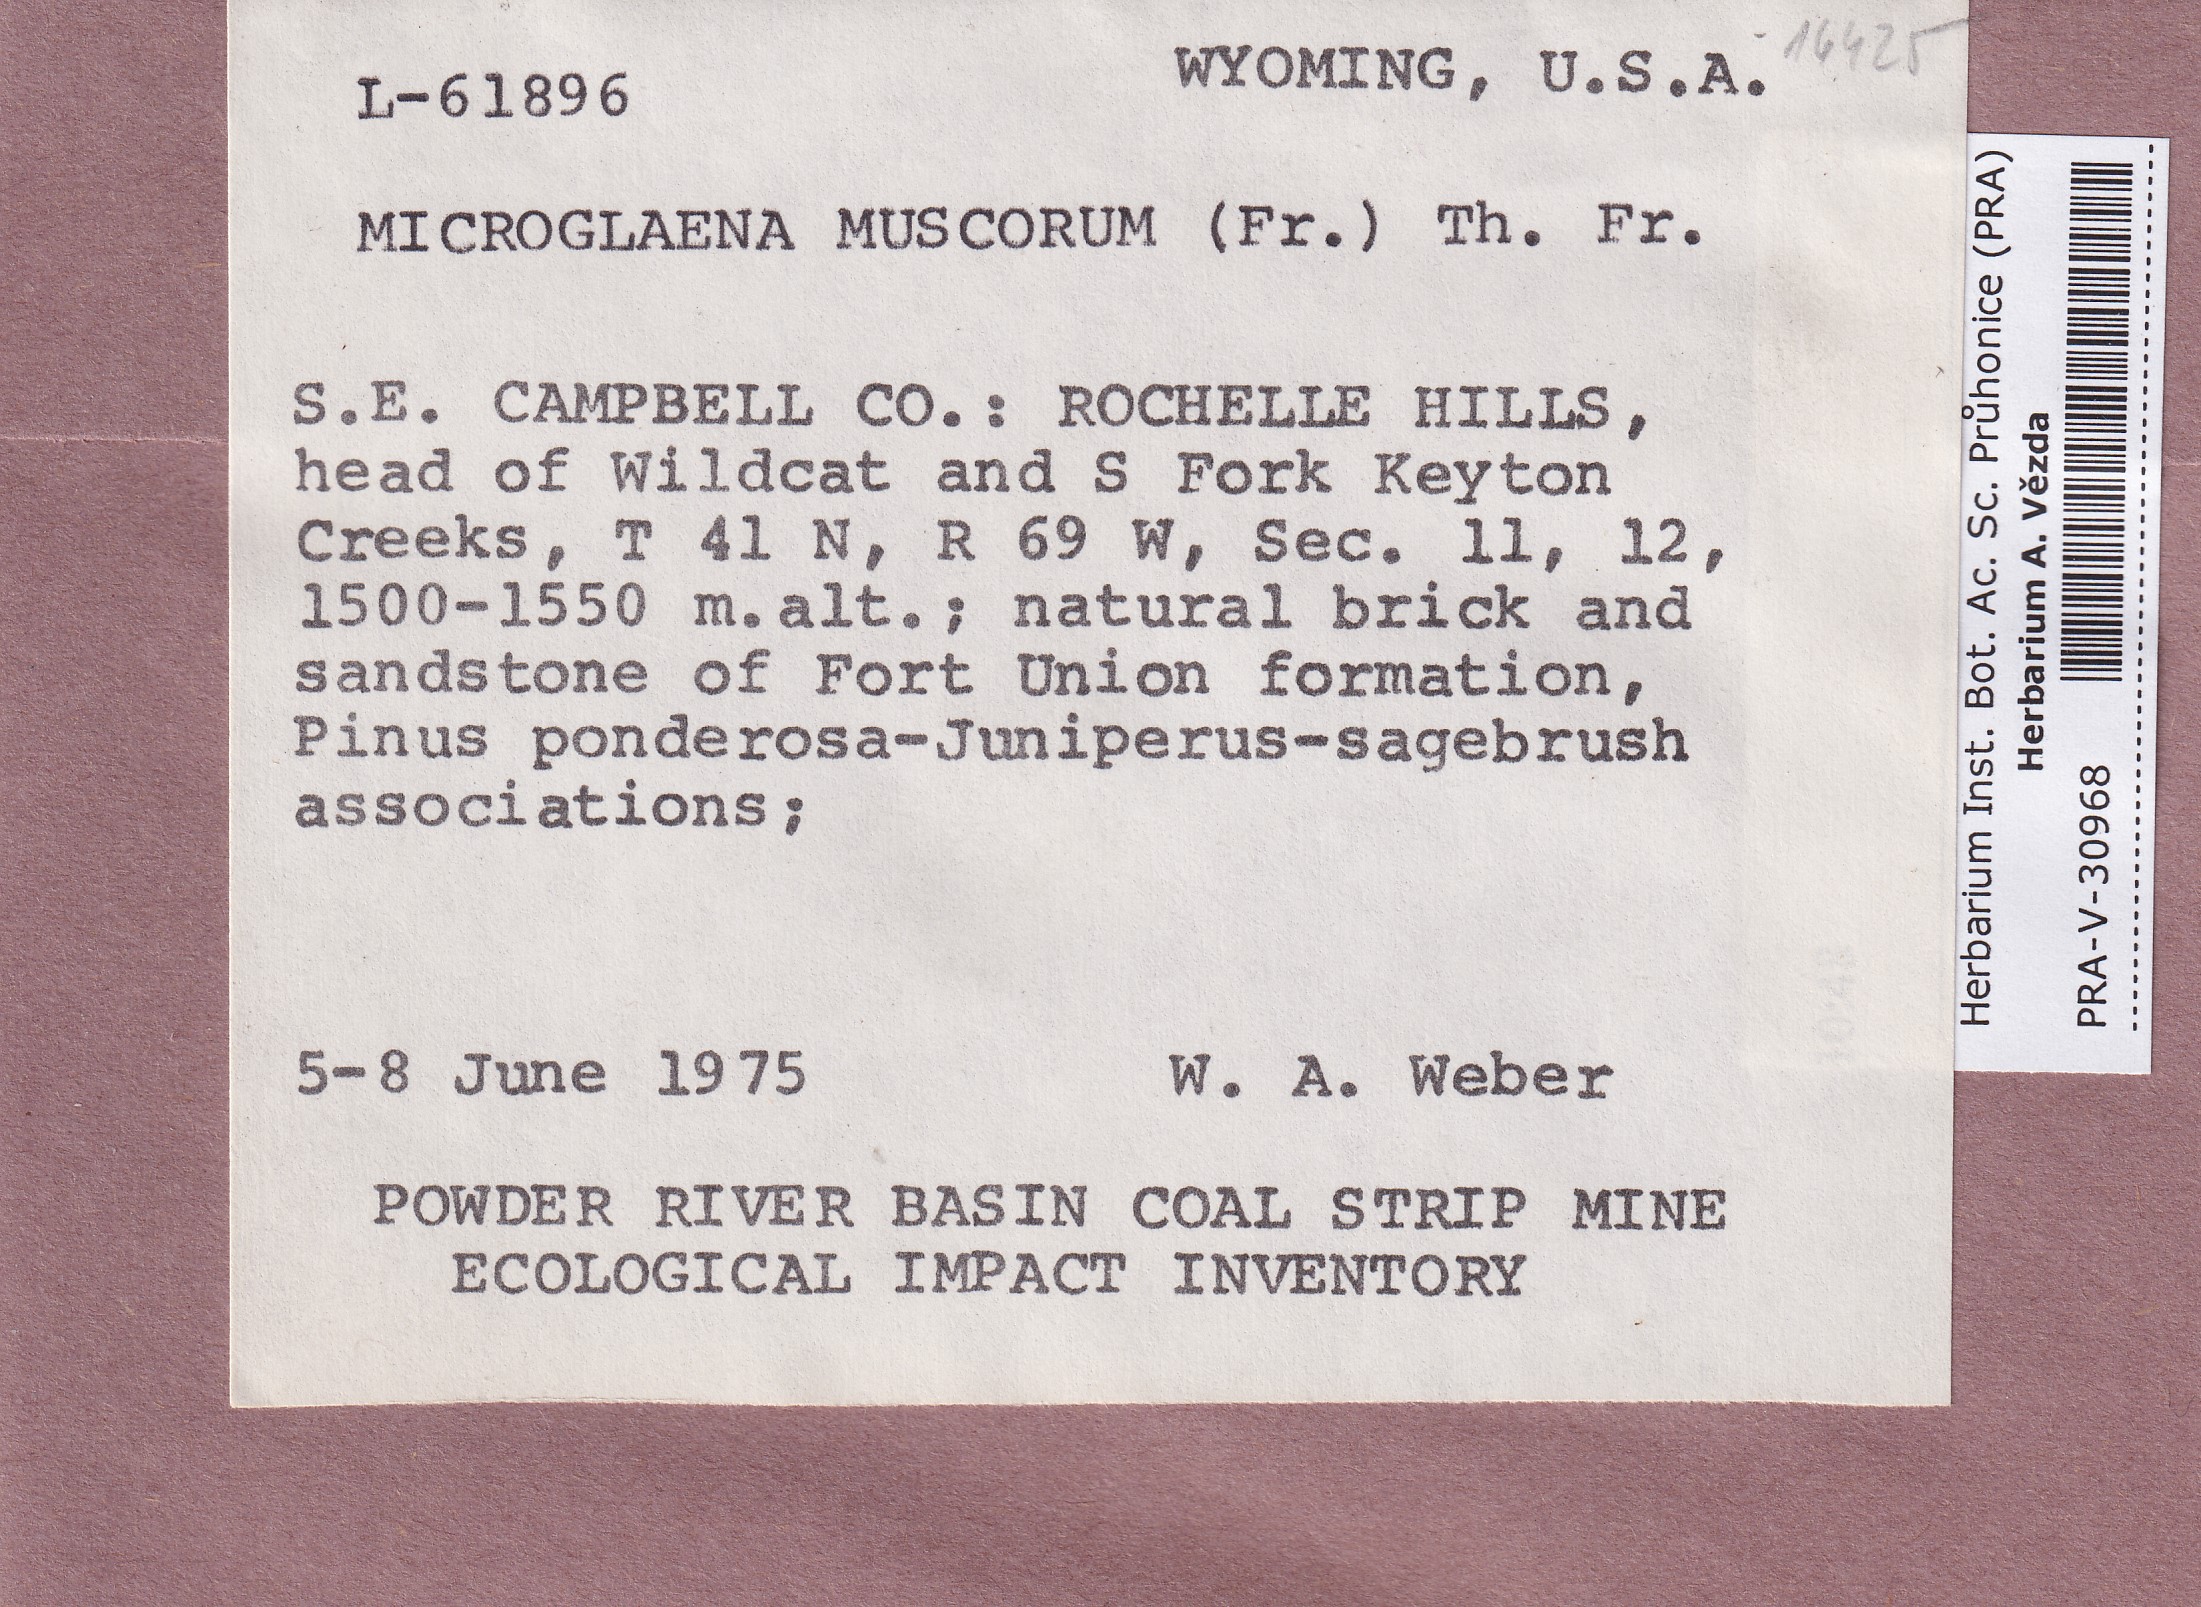 16425
L-61896
WYOMING, U.S.A.
MICROGLAENA MUSCORUM (Fr.) Th. Fr.
S.E. CAMPBELL CO.: ROCHELLE HILLS,
head of Wildcat and S Fork Keyton
Creeks, T 41 N, R 69 W, Sec. 11, 12,
1500-1550 m.alt.; natural brick and
sandstone of Fort Union formation,
Pinus ponderosa-Juniperus-sagebrush
associations;
5-8 June 1975
W. A. Weber
POWDER RIVER BASIN COAL STRIP MINE
ECOLOGICAL IMPACT INVENTORY
Herbarium Inst. Bot. Ac. Sc. Průhonice (PRA)
Herbarium A. Vězda
PRA-V-30968